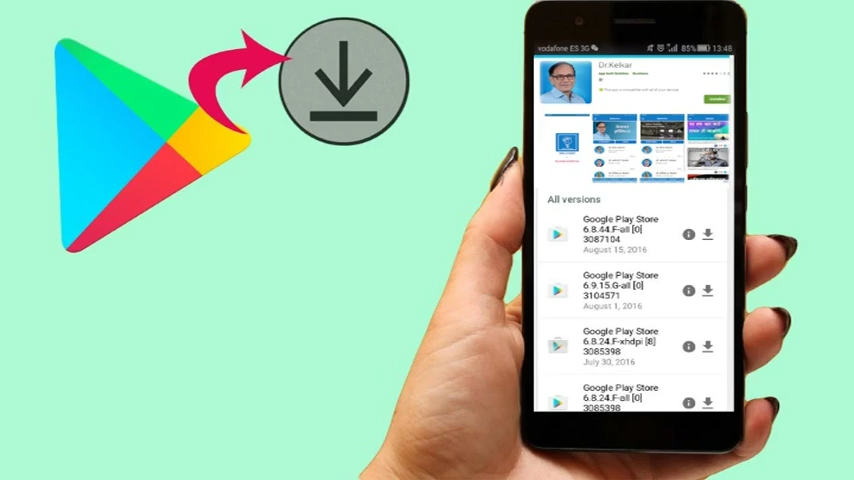 vodafone ES 3G
85%
13:48
Dr.Kelkar
All versions
Google Play Store
6.8.44.F-all [0]
3087104
August 15, 2016
Google Play Store
6.9.15.G-all [0]
3104571
August 1, 2016
Google Play Store
6.8.24.F-xhdpi [8]
3085398
July 30, 2016
Google Play Store
6.8.24.F-all [0]
3085398